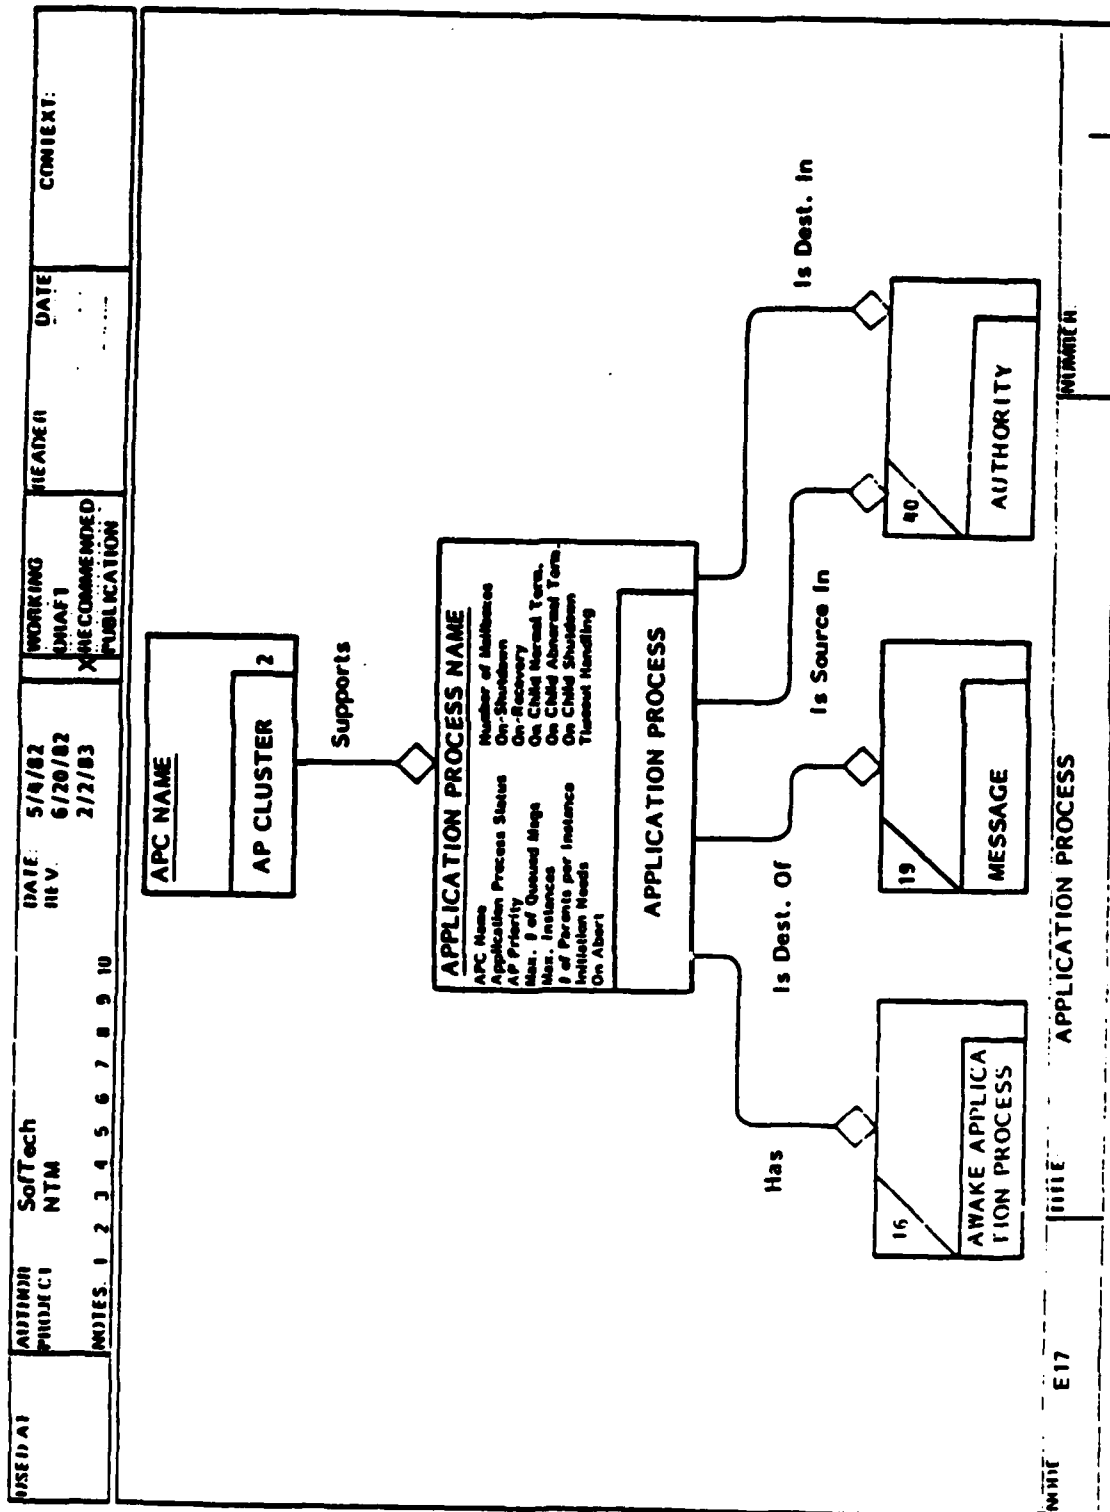 USED AT
AUTHOR SofTech
PROJECT NTM
DATE: 5/4/82
REV. 6/20/82
2/2/83
NOTES: 1 2 3 4 5 6 7 8 9 10
WORKING
DRAFT
X RECOMMENDED
PUBLICATION
READER DATE
CONTEXT:
APC NAME
AP CLUSTER
2
Supports
APPLICATION PROCESS NAME
APC Name
Application Process Status
AP Priority
Max. # of Queued Msgs
Max. Instances
# of Parents per Instance
Initiation Needs
On Abort
Number of Mailboxes
On-Shutdown
On-Recovery
On Child Normal Term.
On Child Abnormal Term.
On Child Shutdown
Timeout Handling
APPLICATION PROCESS
Has
Is Dest. Of
Is Source In
Is Dest. In
16
AWAKE APPLICA
TION PROCESS
19
MESSAGE
40
AUTHORITY
NODE E17
TITLE APPLICATION PROCESS
NUMBER